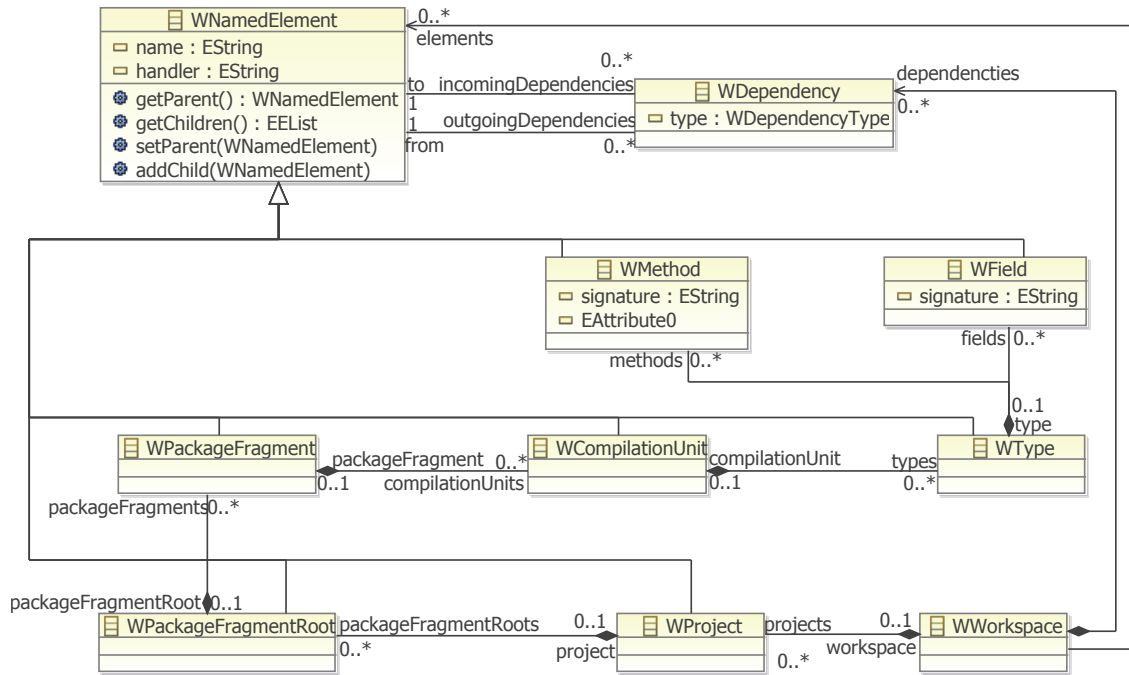 WNamedElement
name : EString
handler : EString
getParent() : WNamedElement
getChildren() : EEList
setParent(WNamedElement)
addChild(WNamedElement)
0..*
elements
0..*
to incomingDependencies
1
1 outgoingDependencies
from 0..*
WDependency
type : WDependencyType
dependencties
0..*
WMethod
signature : EString
EAttribute0
methods 0..*
WField
signature : EString
fields 0..*
0..1
type
WPackageFragment
packageFragment 0..*
0..1 compilationUnits
WCompilationUnit
compilationUnit types
0..1 0..*
WType
packageFragments 0..*
packageFragmentRoot 0..1
WPackageFragmentRoot
packageFragmentRoots 0..1
0..* project
WProject
projects 0..1
0..* workspace
WWorkspace